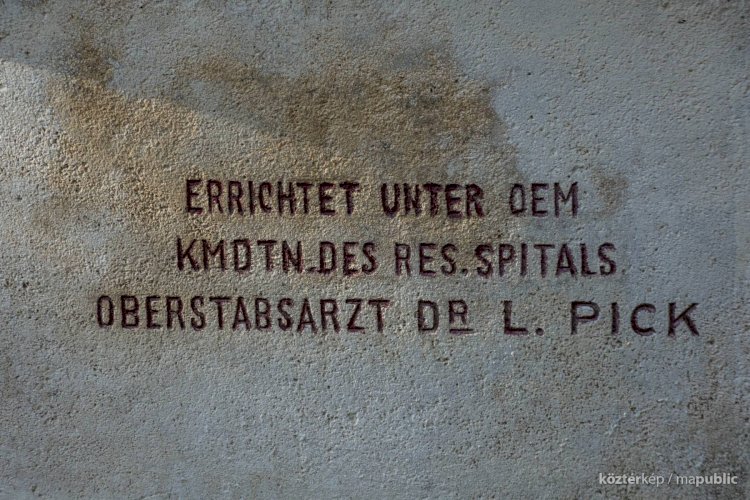 ERRICHTET UNTER DEM
KMDTN. DES RES. SPITALS
OBERSTABSARZT DR L. PICK
köztérkép / mapublic